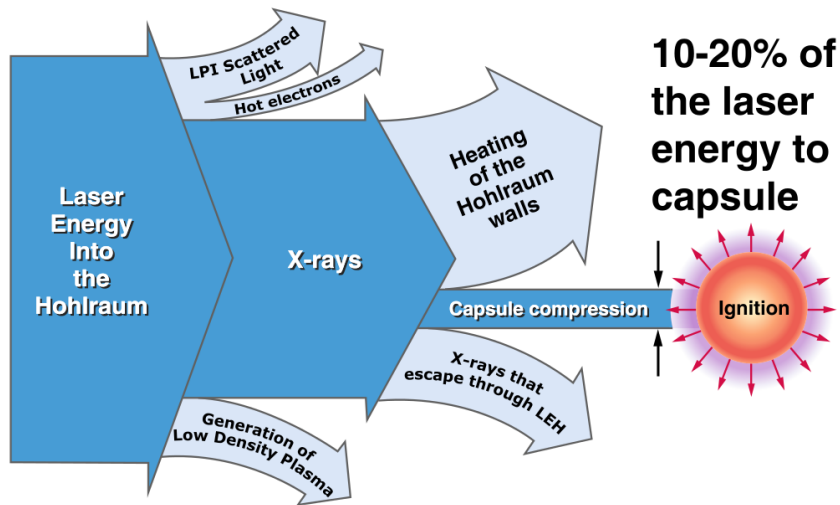 LPI Scattered
Light
Hot electrons
10-20% of
the laser
energy to
capsule
Laser
Energy
Into
the
Hohlraum
X-rays
Heating
of the
Hohlraum
walls
Capsule compression
Ignition
X-rays that
escape through LEH
Generation of
Low Density Plasma